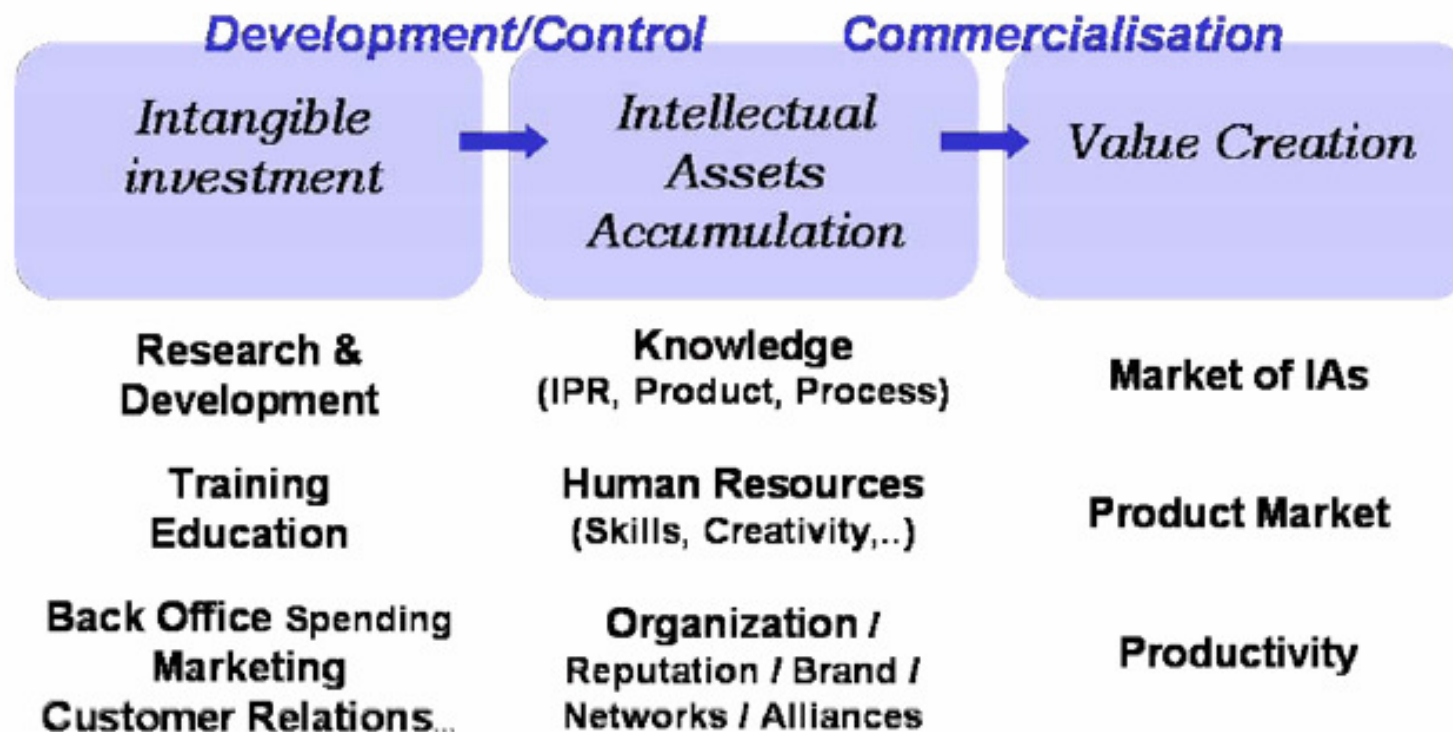 Development/Control
Commercialisation
Intangible
investment
Intellectual
Assets
Accumulation
Value Creation
Research &
Development
Training
Education
Back Office Spending
Marketing
Customer Relations...
Knowledge
(IPR, Product, Process)
Human Resources
(Skills, Creativity,..)
Organization /
Reputation / Brand /
Networks / Alliances
Market of IAs
Product Market
Productivity